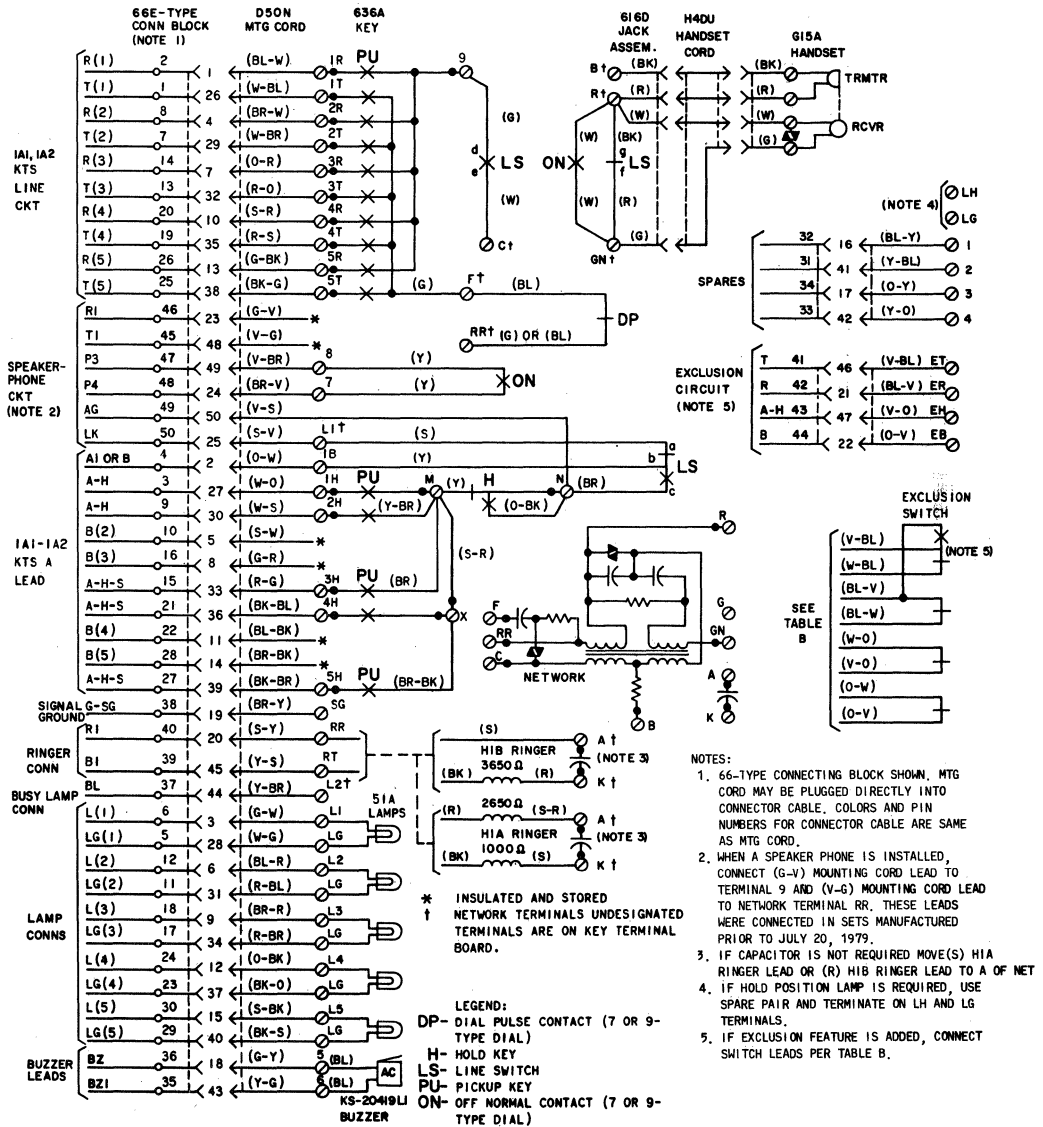 66E-TYPE CONN BLOCK (NOTE 1)
D50N MTG CORD
636A KEY
616D JACK ASSEM.
H4DU HANDSET CORD
G15A HANDSET
1A1, 1A2 KTS LINE CKT
R(1) 2 1 (BL-W) 1R PU
T(1) 1 26 (W-BL) 1T
R(2) 8 4 (BR-W) 2R
T(2) 7 29 (W-BR) 2T
R(3) 14 7 (O-R) 3R
T(3) 13 32 (R-O) 3T
R(4) 20 10 (S-R) 4R
T(4) 19 35 (R-S) 4T
R(5) 26 13 (G-BK) 5R
T(5) 25 38 (BK-G) 5T (G) F† (BL)
SPEAKER-PHONE CKT (NOTE 2)
R1 46 23 (G-V) *
T1 45 48 (V-G) *
P3 47 49 (V-BR) 8 (Y)
P4 48 24 (BR-V) 7 (Y)
AG 49 50 (V-S)
LK 50 25 (S-V) L1† (S)
1A1-1A2 KTS A LEAD
A1 OR B 4 2 (O-W) 1B (Y)
A-H 3 27 (W-O) 1H PU M (Y) H N (BR)
A-H 9 30 (W-S) 2H (Y-BR) (O-BK)
B(2) 10 5 (S-W) *
B(3) 16 8 (G-R) *
A-H-S 15 33 (R-G) 3H PU (BR)
A-H-S 21 36 (BK-BL) 4H X
B(4) 22 11 (BL-BK) *
B(5) 28 14 (BR-BK) *
A-H-S 27 39 (BK-BR) 5H PU (BR-BK)
(S-R)
SIGNAL GROUND
G-SG 38 19 (BR-Y) SG
RINGER CONN
R1 40 20 (S-Y) RR
B1 39 45 (Y-S) RT
BUSY LAMP CONN
BL 37 44 (Y-BR) L2†
LAMP CONNS
L(1) 6 3 (G-W) L1
LG(1) 5 28 (W-G) LG
L(2) 12 6 (BL-R) L2
LG(2) 11 31 (R-BL) LG
L(3) 18 9 (BR-R) L3
LG(3) 17 34 (R-BR) LG
L(4) 24 12 (O-BK) L4
LG(4) 23 37 (BK-O) LG
L(5) 30 15 (S-BK) L5
LG(5) 29 40 (BK-S) LG
51A LAMPS
BUZZER LEADS
BZ 36 18 (G-Y) 5 (BL)
BZ1 35 43 (Y-G) 6 (BL)
AC
KS-20419L1 BUZZER
9
(G)
d
e
LS
(W)
C†
RR† (G) OR (BL)
DP
ON
a
b
c
LS
B† (BK) (BK) TRMTR
R† (R) (R)
(W) (W) RCVR
(G)
(W) (BK)
ON g f LS
(W) (R)
GN† (G)
(NOTE 4) LH
LG
SPARES
32 16 (BL-Y) 1
31 41 (Y-BL) 2
34 17 (O-Y) 3
33 42 (Y-O) 4
EXCLUSION CIRCUIT (NOTE 5)
T 41 46 (V-BL) ET
R 42 21 (BL-V) ER
A-H 43 47 (V-O) EH
B 44 22 (O-V) EB
EXCLUSION SWITCH
(NOTE 5)
SEE TABLE B
(V-BL)
(W-BL)
(BL-V)
(BL-W)
(W-O)
(V-O)
(O-W)
(O-V)
R
F
RR
C
NETWORK
G
GN
A
K
B
(S) A†
H1B RINGER (NOTE 3)
3650Ω
(BK) (R) K†
(R) 2650Ω (S-R) A†
H1A RINGER (NOTE 3)
1000Ω
(BK) (S) K†
* INSULATED AND STORED
† NETWORK TERMINALS UNDESIGNATED
TERMINALS ARE ON KEY TERMINAL
BOARD.
LEGEND:
DP- DIAL PULSE CONTACT (7 OR 9-
TYPE DIAL)
H- HOLD KEY
LS- LINE SWITCH
PU- PICKUP KEY
ON- OFF NORMAL CONTACT (7 OR 9-
TYPE DIAL)
NOTES:
1. 66-TYPE CONNECTING BLOCK SHOWN. MTG
CORD MAY BE PLUGGED DIRECTLY INTO
CONNECTOR CABLE. COLORS AND PIN
NUMBERS FOR CONNECTOR CABLE ARE SAME
AS MTG CORD.
2. WHEN A SPEAKER PHONE IS INSTALLED,
CONNECT (G-V) MOUNTING CORD LEAD TO
TERMINAL 9 AND (V-G) MOUNTING CORD LEAD
TO NETWORK TERMINAL RR. THESE LEADS
WERE CONNECTED IN SETS MANUFACTURED
PRIOR TO JULY 20, 1979.
3. IF CAPACITOR IS NOT REQUIRED MOVE(S) H1A
RINGER LEAD OR (R) H1B RINGER LEAD TO A OF NET
4. IF HOLD POSITION LAMP IS REQUIRED, USE
SPARE PAIR AND TERMINATE ON LH AND LG
TERMINALS.
5. IF EXCLUSION FEATURE IS ADDED, CONNECT
SWITCH LEADS PER TABLE B.